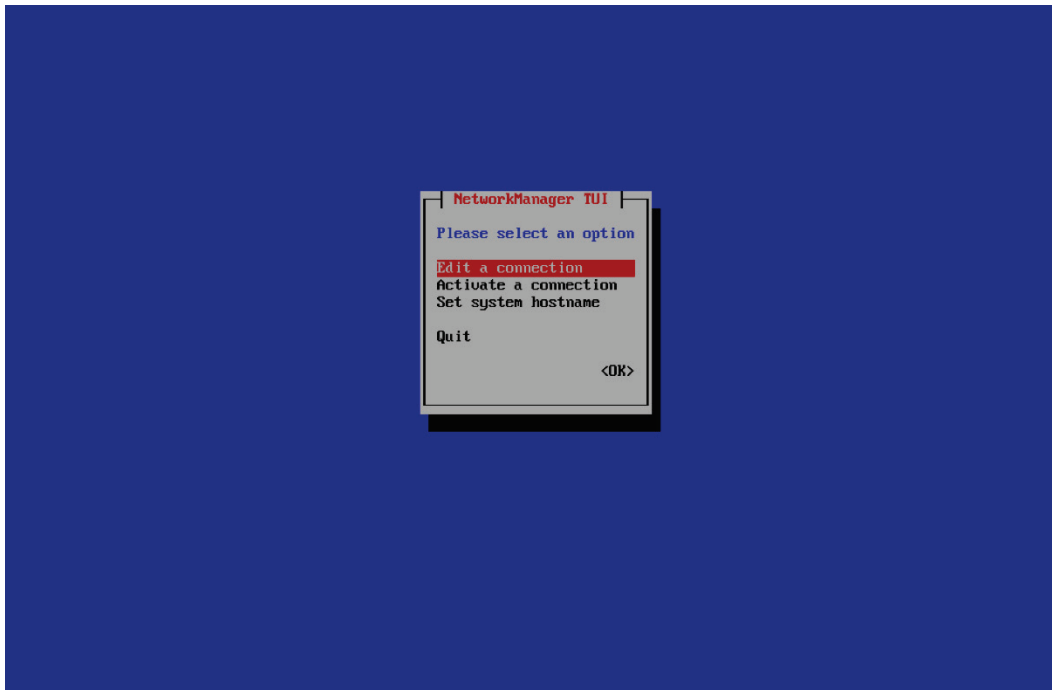 NetworkManager TUI
Please select an option
Edit a connection
Activate a connection
Set system hostname
Quit
<OK>